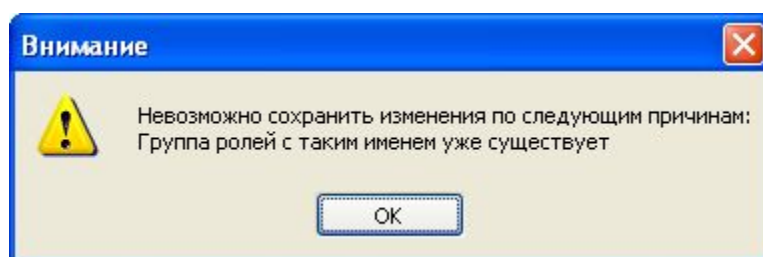 Внимание
Невозможно сохранить изменения по следующим причинам:
Группа ролей с таким именем уже существует
OK